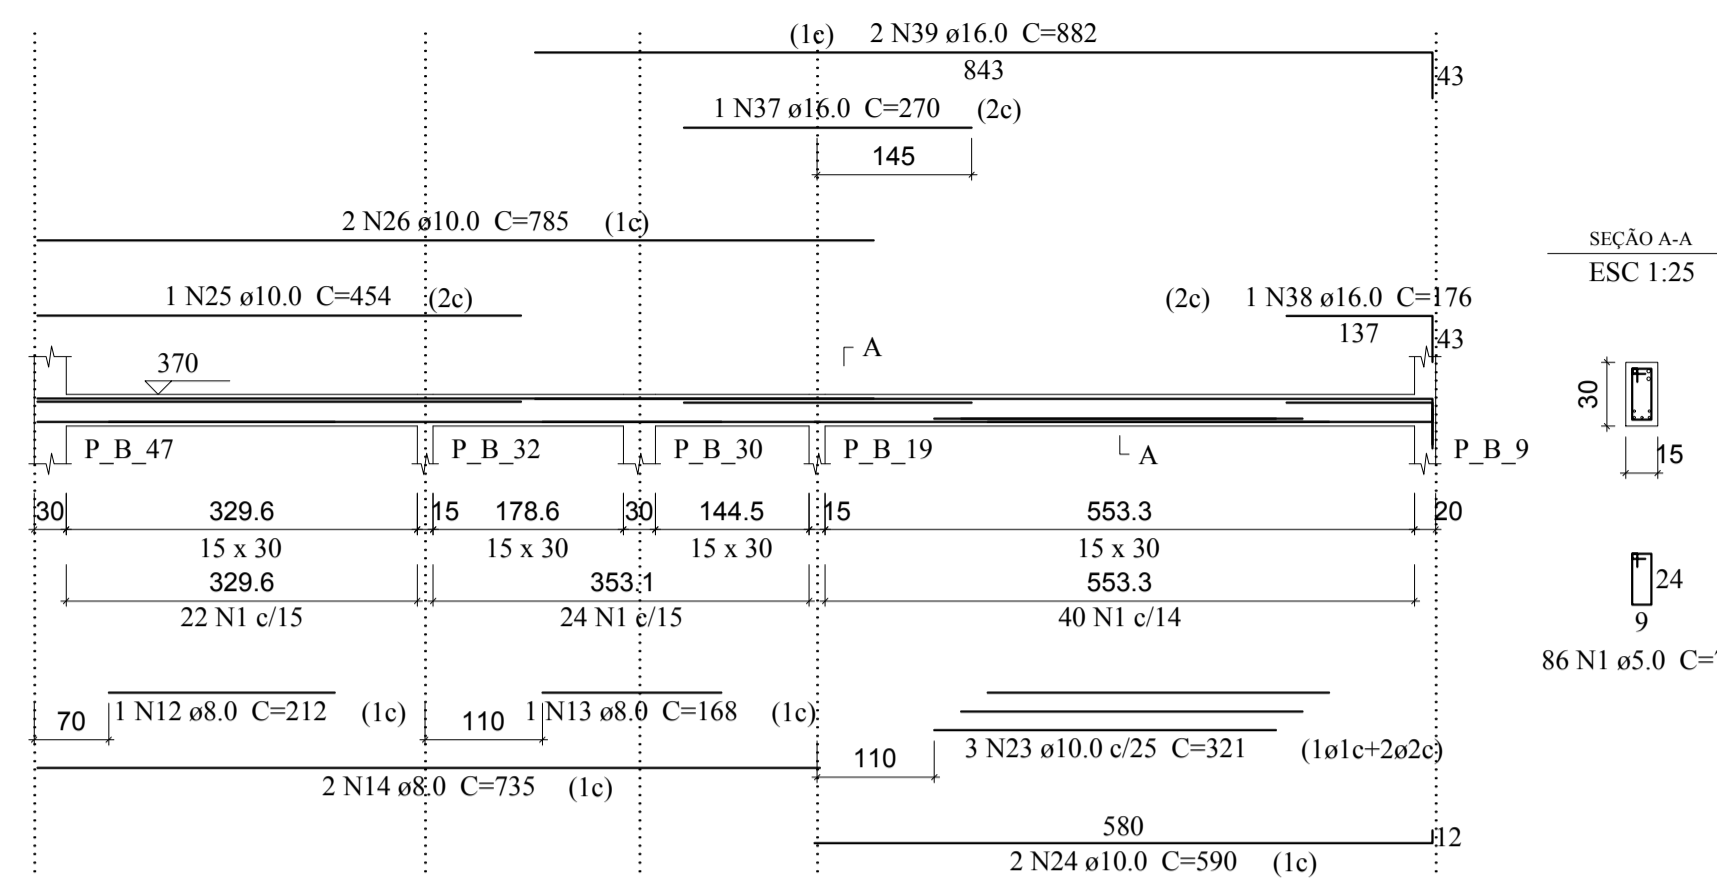 (1c) 2 N39 ø16.0 C=882
843
43
1 N37 ø16.0 C=270 (2c)
145
2 N26 ø10.0 C=785 (1c)
SEÇÃO A-A
ESC 1:25
1 N25 ø10.0 C=454 (2c)
(2c) 1 N38 ø16.0 C=176
137
43
A
370
30
P_B_47 P_B_32 P_B_30 P_B_19 A P_B_9
15
30 329.6 15 178.6 30 144.5 15 553.3 20
15 x 30 15 x 30 15 x 30 15 x 30
329.6 353.1 553.3
24
22 N1 c/15 24 N1 c/15 40 N1 c/14
9
86 N1 ø5.0 C=
70 1 N12 ø8.0 C=212 (1c) 110 1 N13 ø8.0 C=168 (1c)
110 3 N23 ø10.0 c/25 C=321 (1ø1c+2ø2c)
2 N14 ø8.0 C=735 (1c)
580
12
2 N24 ø10.0 C=590 (1c)